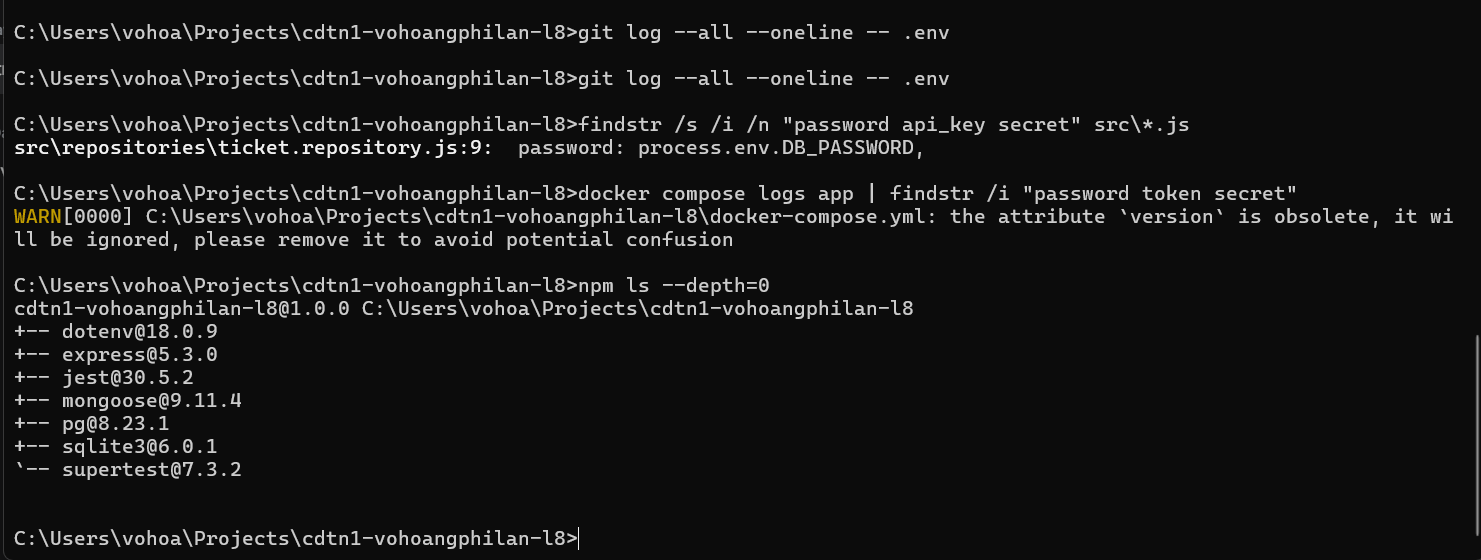 C:\Users\vohoa\Projects\cdtn1-vohoangphilan-l8>git log --all --oneline -- .env
C:\Users\vohoa\Projects\cdtn1-vohoangphilan-l8>git log --all --oneline -- .env
C:\Users\vohoa\Projects\cdtn1-vohoangphilan-l8>findstr /s /i /n "password api_key secret" src\*.js
src\repositories\ticket.repository.js:9:  password: process.env.DB_PASSWORD,
C:\Users\vohoa\Projects\cdtn1-vohoangphilan-l8>docker compose logs app | findstr /i "password token secret"
WARN[0000] C:\Users\vohoa\Projects\cdtn1-vohoangphilan-l8\docker-compose.yml: the attribute `version` is obsolete, it wi
ll be ignored, please remove it to avoid potential confusion
C:\Users\vohoa\Projects\cdtn1-vohoangphilan-l8>npm ls --depth=0
cdtn1-vohoangphilan-l8@1.0.0 C:\Users\vohoa\Projects\cdtn1-vohoangphilan-l8
+-- dotenv@18.0.9
+-- express@5.3.0
+-- jest@30.5.2
+-- mongoose@9.11.4
+-- pg@8.23.1
+-- sqlite3@6.0.1
`-- supertest@7.3.2
C:\Users\vohoa\Projects\cdtn1-vohoangphilan-l8>